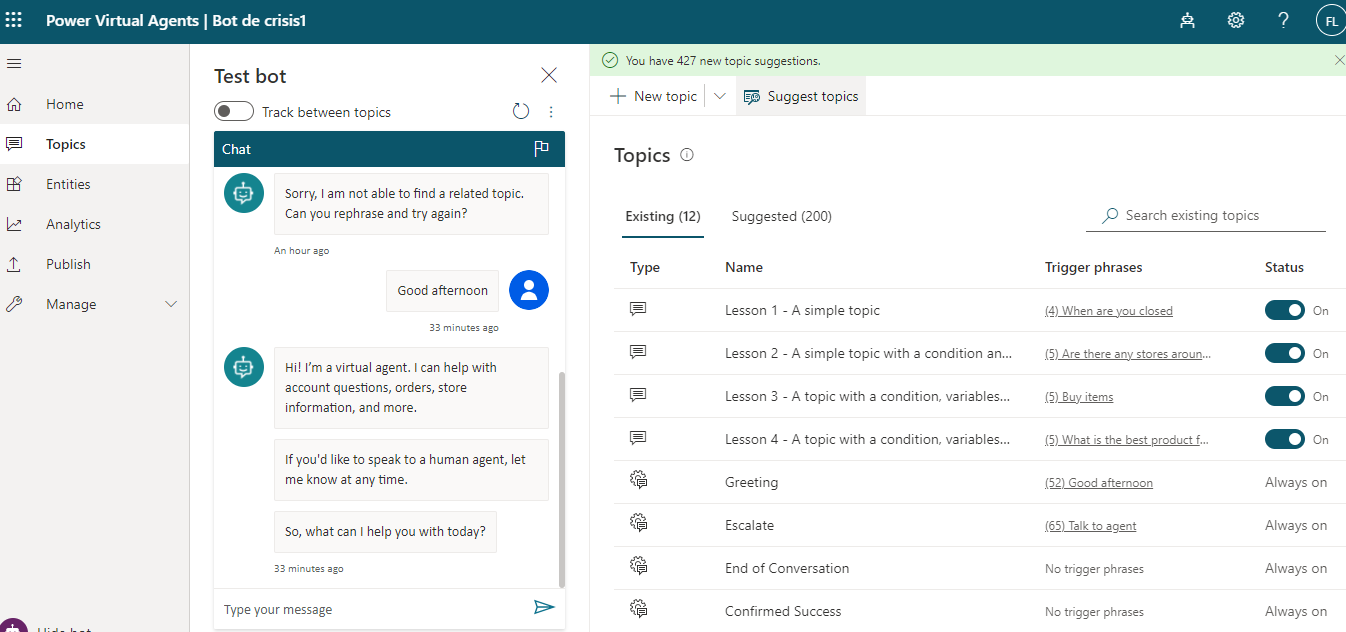 Power Virtual Agents | Bot de crisis1
FL
Home
Topics
Entities
Analytics
Publish
Manage
Test bot
Track between topics
Chat
Sorry, I am not able to find a related topic.
Can you rephrase and try again?
An hour ago
Good afternoon
33 minutes ago
Hi! I'm a virtual agent. I can help with
account questions, orders, store
information, and more.
If you'd like to speak to a human agent, let
me know at any time.
So, what can I help you with today?
33 minutes ago
Type your message
You have 427 new topic suggestions.
New topic
Suggest topics
Topics
Existing (12)
Suggested (200)
Search existing topics
Type Name Trigger phrases Status
Lesson 1 - A simple topic (4) When are you closed On
Lesson 2 - A simple topic with a condition an... (5) Are there any stores aroun... On
Lesson 3 - A topic with a condition, variables... (5) Buy items On
Lesson 4 - A topic with a condition, variables... (5) What is the best product f... On
Greeting (52) Good afternoon Always on
Escalate (65) Talk to agent Always on
End of Conversation No trigger phrases Always on
Confirmed Success No trigger phrases Always on